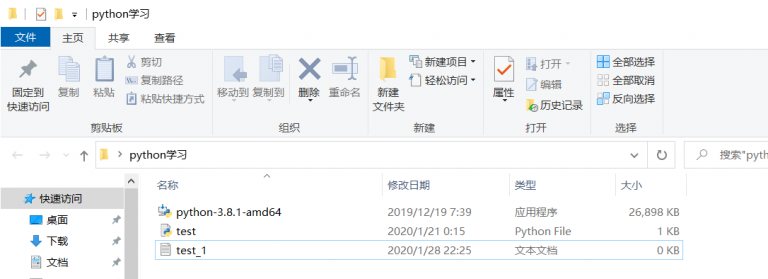 python学习
文件 主页 共享 查看
固定到快速访问 复制 粘贴 剪切 复制路径 粘贴快捷方式 移动到 复制到 删除 重命名 新建文件夹 新建项目 轻松访问 属性 打开 编辑 历史记录 全部选择 全部取消 反向选择
剪贴板 组织 新建 打开 选择
python学习 搜索"pyth
名称 修改日期 类型 大小
快速访问
桌面
下载
文档
python-3.8.1-amd64 2019/12/19 7:39 应用程序 26,898 KB
test 2020/1/21 0:15 Python File 1 KB
test_1 2020/1/28 22:25 文本文档 0 KB